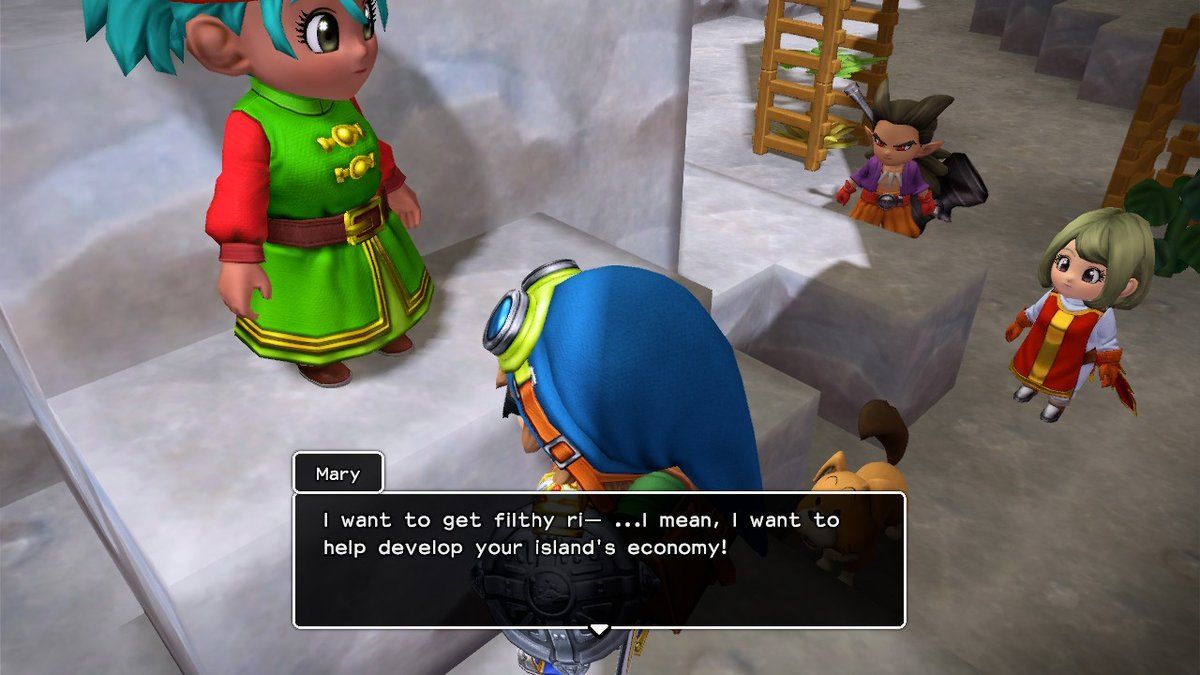 Mary
I want to get filthy ri— ...I mean, I want to
help develop your island's economy!